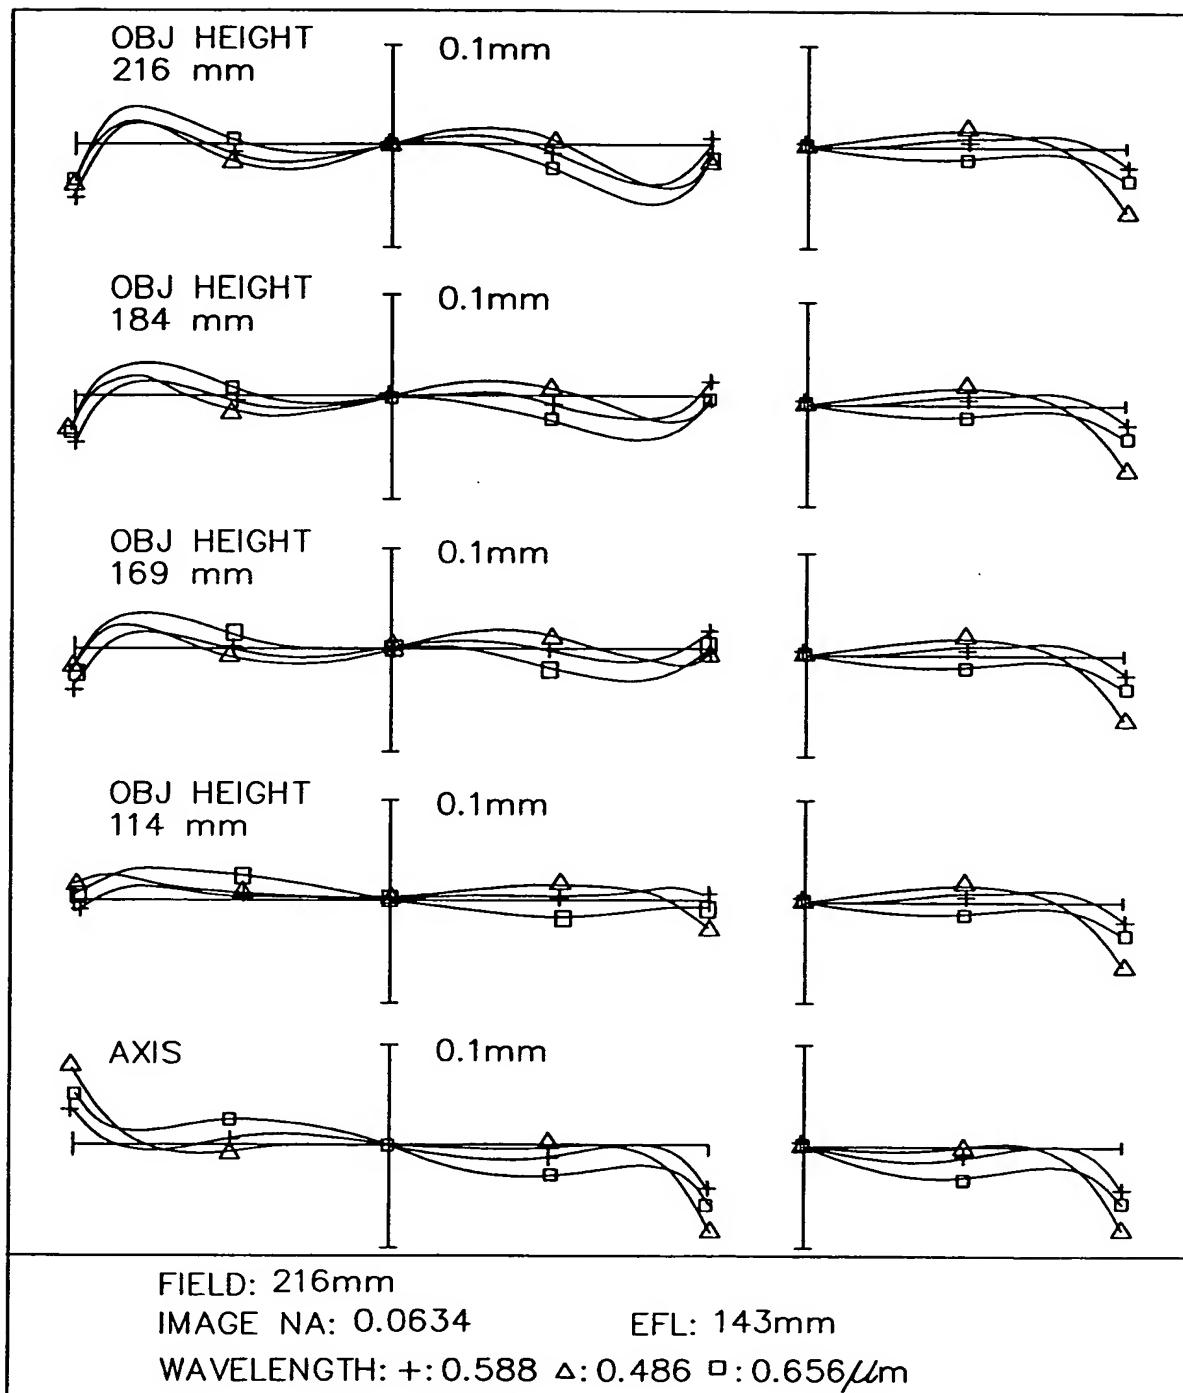 OBJ HEIGHT
216 mm
0.1mm
OBJ HEIGHT
184 mm
0.1mm
OBJ HEIGHT
169 mm
0.1mm
OBJ HEIGHT
114 mm
0.1mm
AXIS
0.1mm
FIELD: 216mm
IMAGE NA: 0.0634 EFL: 143mm
WAVELENGTH: +: 0.588 △: 0.486 □: 0.656μm